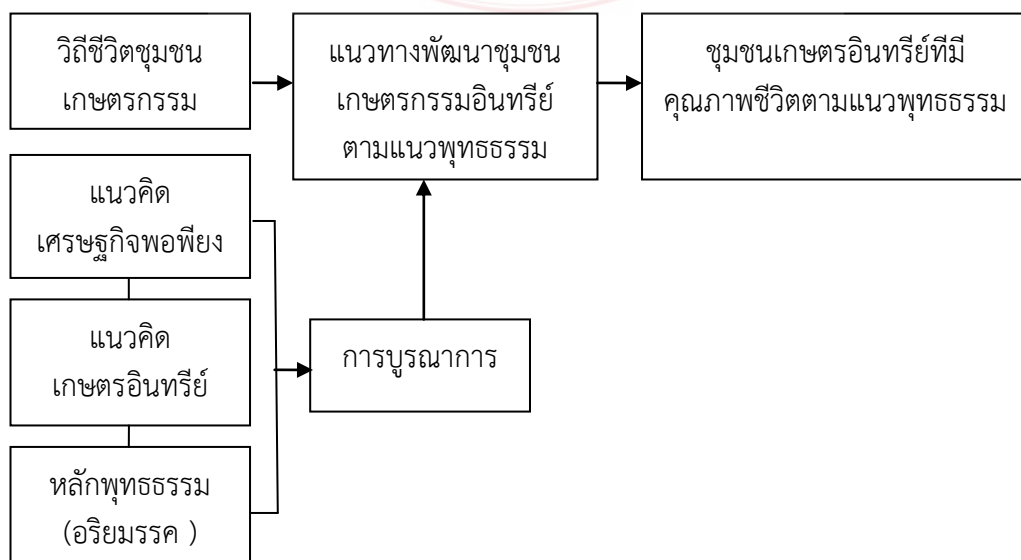 วิถีชีวิตชุมชน
เกษตรกรรม
แนวทางพัฒนาชุมชน
เกษตรกรรมอินทรีย์
ตามแนวพุทธธรรม
ชุมชนเกษตรอินทรีย์ทีมี
คุณภาพชีวิตตามแนวพุทธธรรม
แนวคิด
เศรษฐกิจพอพียง
แนวคิด
เกษตรอินทรีย์
การบูรณาการ
หลักพุทธธรรม
(อริยมรรค )